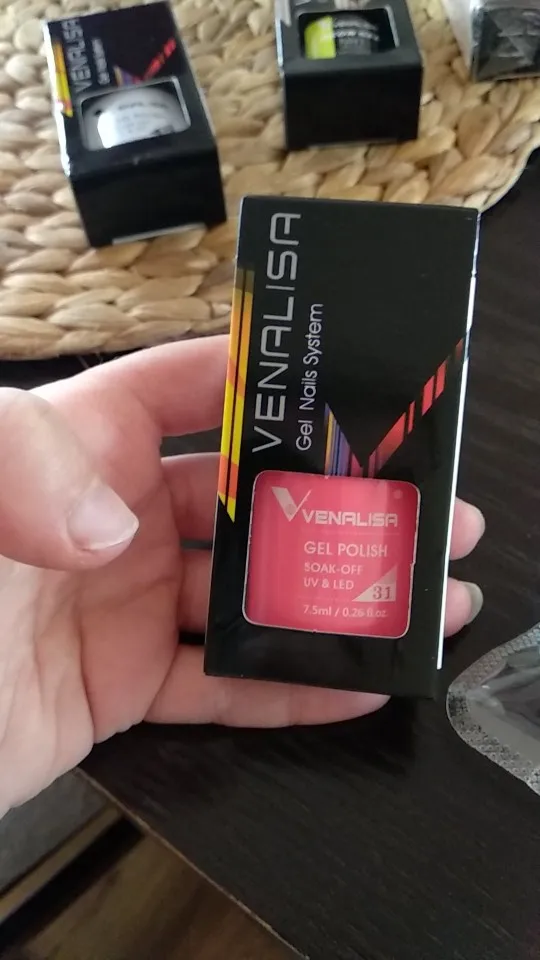 VENALISA
VENALISA
Gel Nails System
VENALISA
GEL POLISH
SOAK-OFF
UV & LED
31
7.5ml / 0.26 fl.oz.